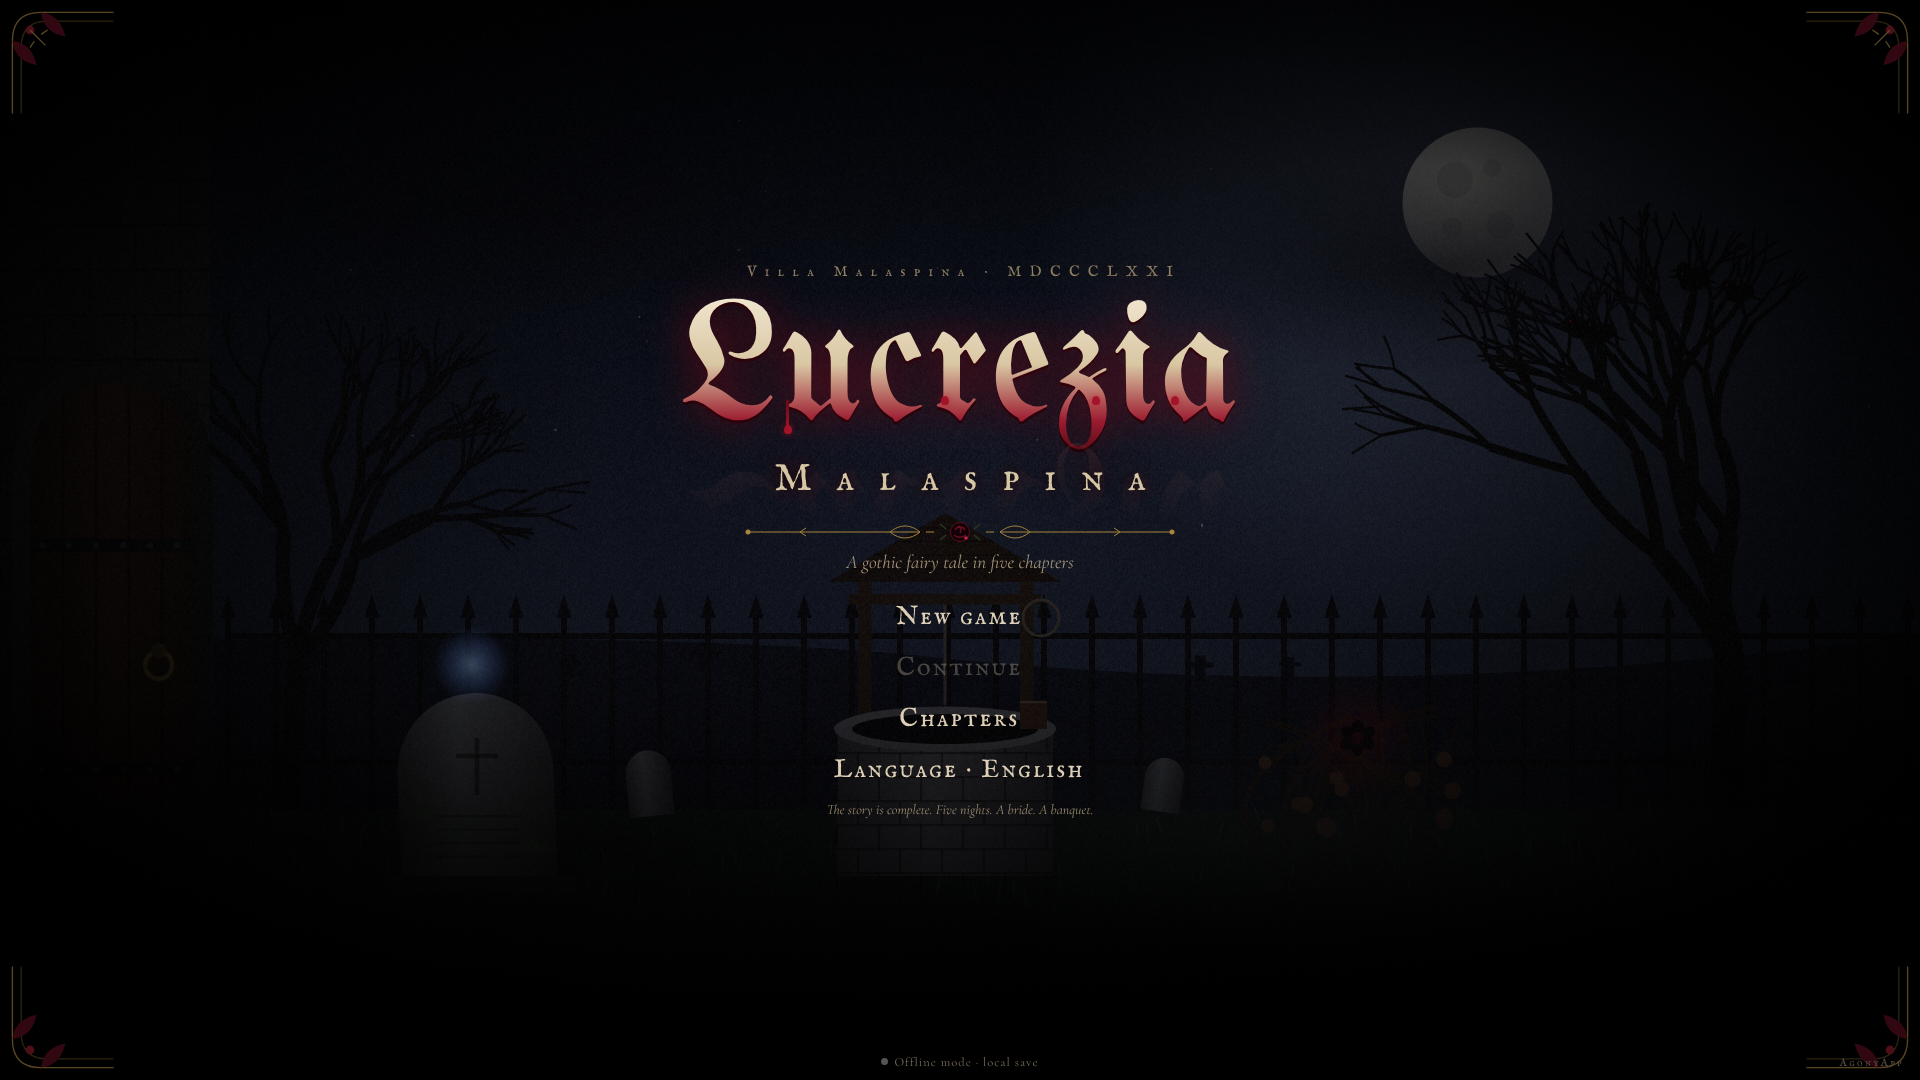 Villa Malaspina · MDCCCLXXI
Lucrezia
Malaspina
A gothic fairy tale in five chapters
New game
Continue
Chapters
Language · English
The story is complete. Five nights. A bride. A banquet.
Offline mode · local save
AgonyApp